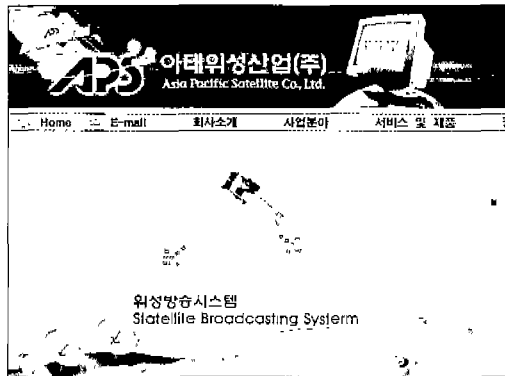 APS
아태위성산업(주)
Asia Pacific Satellite Co., Ltd.
Home E-mail 회사소개 사업분야 서비스 및 제품
위성방송시스템
Statellite Broadcasting Systerm